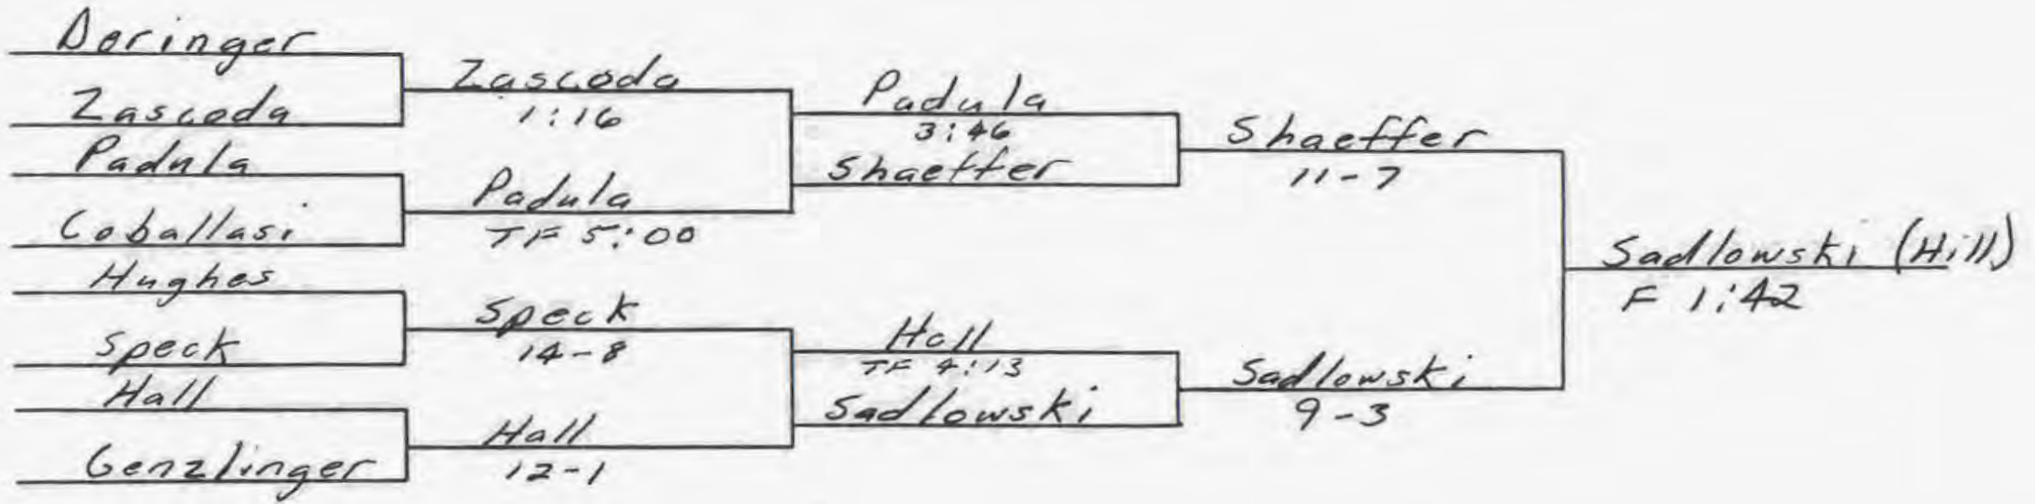 Doringer
Zascoda
Padula
Coballasi
Hughes
Speck
Hall
Genzlinger
Zascoda
1:16
Padula
TF 5:00
Speck
14-8
Hall
12-1
Padula
3:46
Shaeffer
Hall
TF 4:13
Sadlowski
Shaeffer
11-7
Sadlowski
9-3
Sadlowski (Hill)
F 1:42